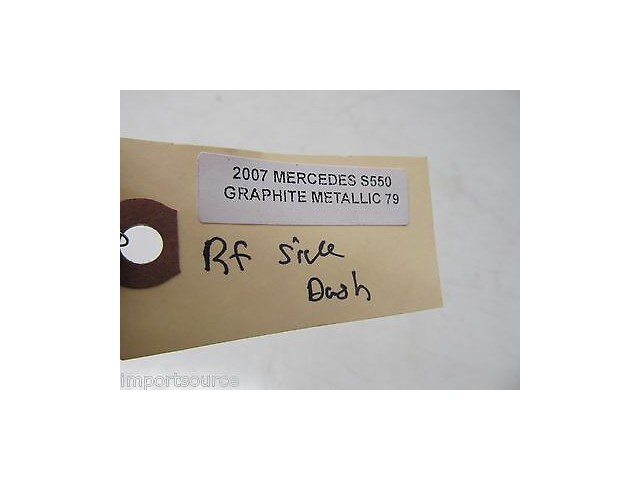 2007 MERCEDES S550
GRAPHITE METALLIC 79
Rf side
Dash
importsource